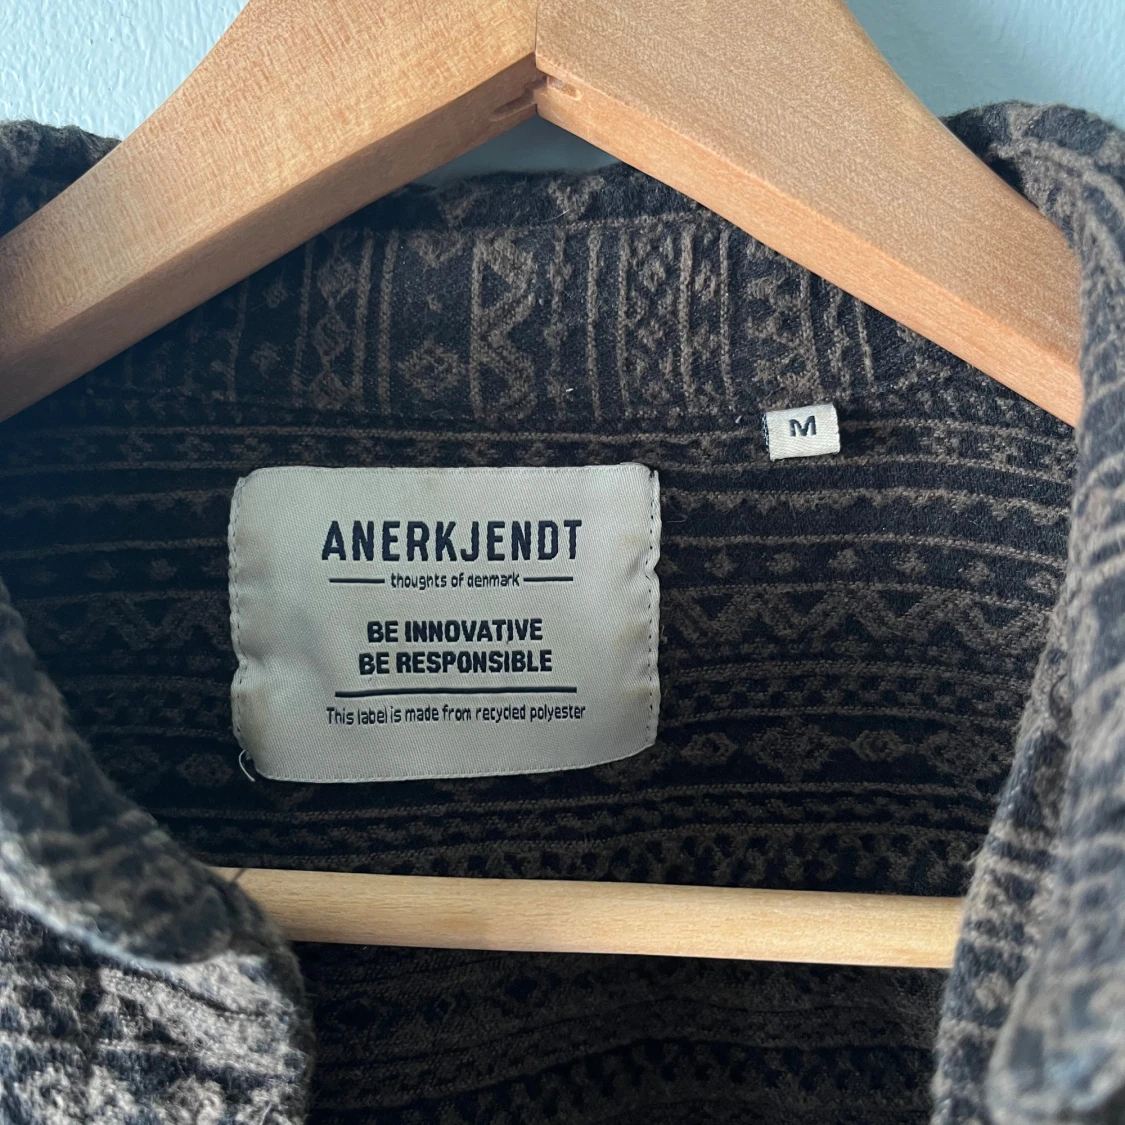 M
ANERKJENDT
thoughts of denmark
BE INNOVATIVE
BE RESPONSIBLE
This label is made from recycled polyester